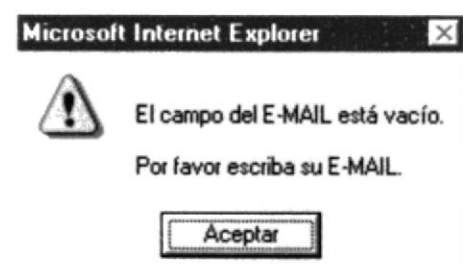 Microsoft Internet Explorer
El campo del E-MAIL está vacío.
Por favor escriba su E-MAIL.
Aceptar